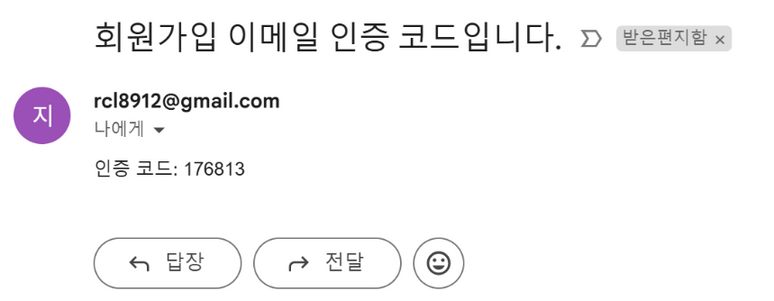 회원가입 이메일 인증 코드입니다.
받은편지함 ×
지
rcl8912@gmail.com
나에게
인증 코드: 176813
답장
전달